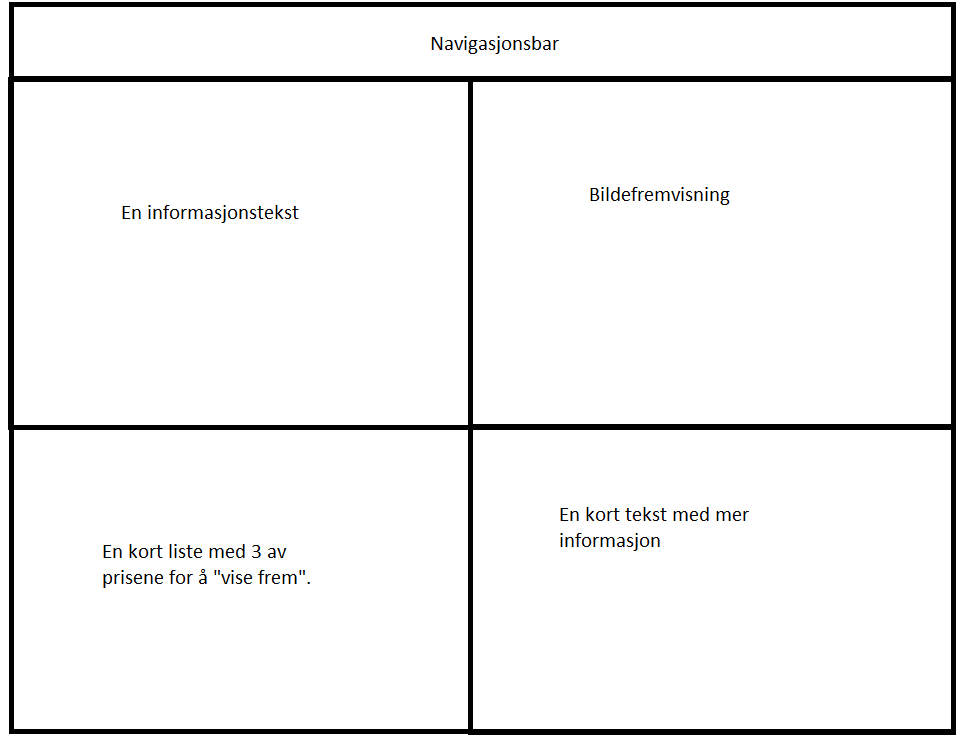 Navigasjonsbar
En informasjonstekst
Bildefremvisning
En kort liste med 3 av
prisene for å "vise frem".
En kort tekst med mer
informasjon